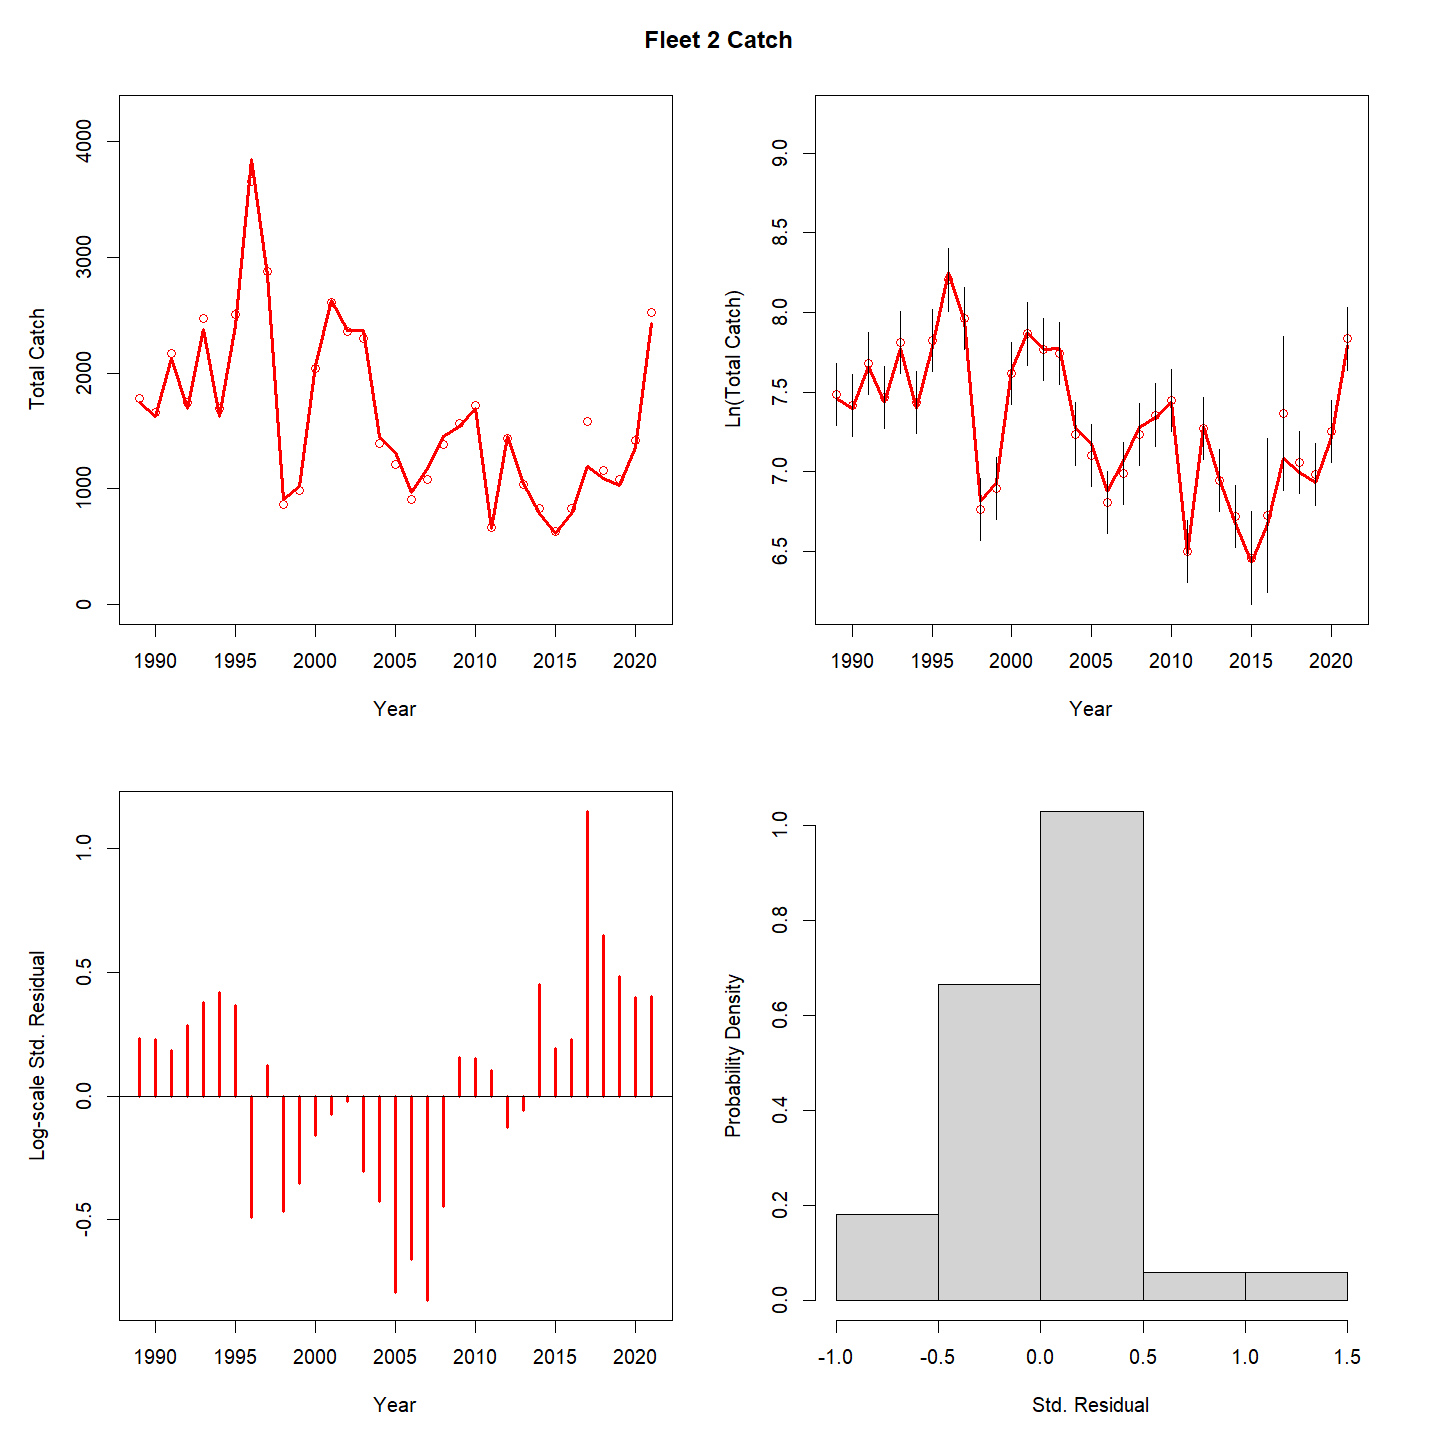 Fleet 2 Catch
Total Catch
4000
3000
2000
1000
0
1990 1995 2000 2005 2010 2015 2020
Year
Ln(Total Catch)
9.0
8.5
8.0
7.5
7.0
6.5
1990 1995 2000 2005 2010 2015 2020
Year
Log-scale Std. Residual
1.0
0.5
0.0
-0.5
1990 1995 2000 2005 2010 2015 2020
Year
Probability Density
1.0
0.8
0.6
0.4
0.2
0.0
-1.0 -0.5 0.0 0.5 1.0 1.5
Std. Residual